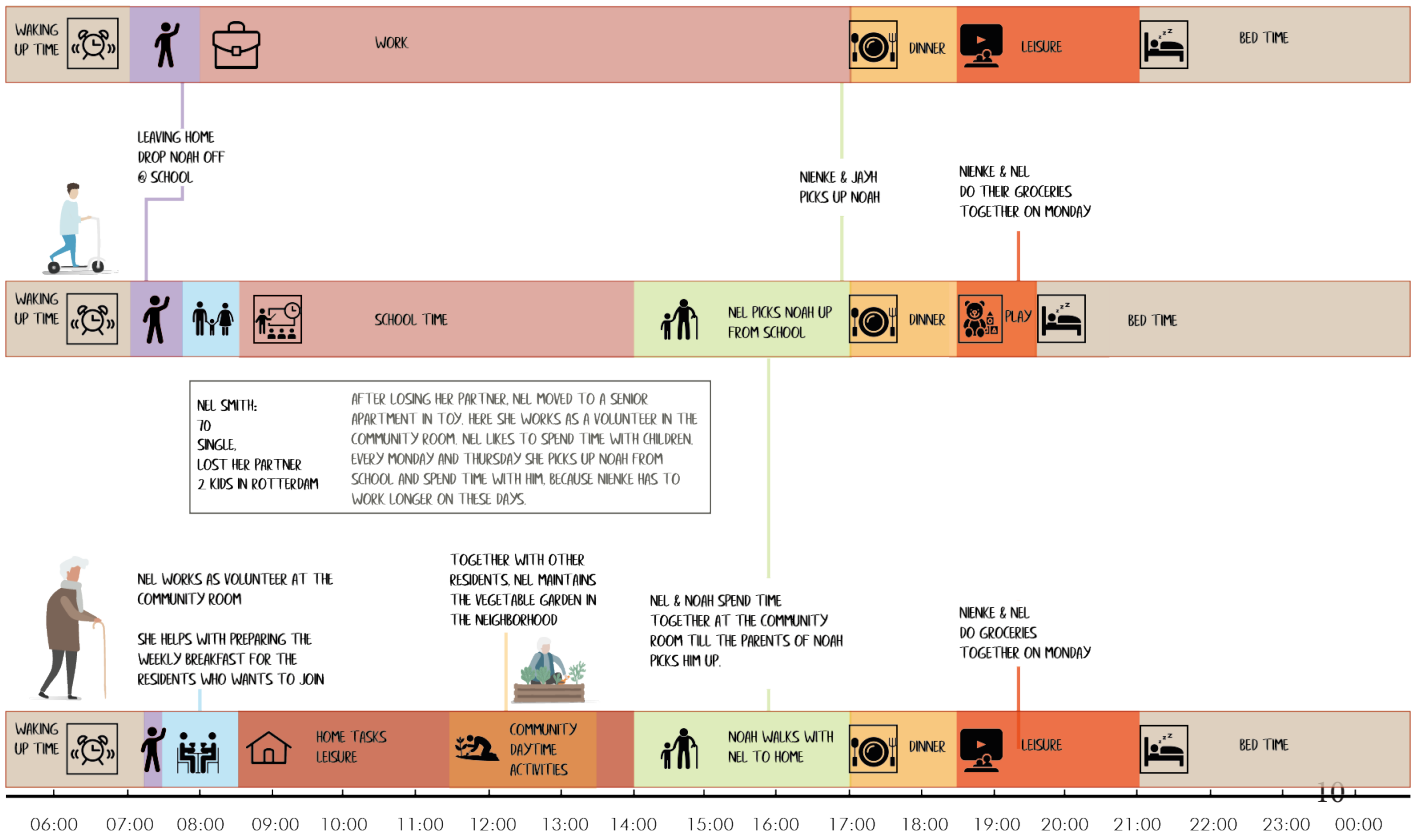 WAKING
UP TIME
WORK
DINNER
LEISURE
BED TIME
LEAVING HOME
DROP NOAH OFF
@ SCHOOL
NIENKE & JAYH
PICKS UP NOAH
NIENKE & NEL
DO THEIR GROCERIES
TOGETHER ON MONDAY
WAKING
UP TIME
SCHOOL TIME
NEL PICKS NOAH UP
FROM SCHOOL
DINNER
PLAY
BED TIME
NEL SMITH:
70
SINGLE,
LOST HER PARTNER
2 KIDS IN ROTTERDAM
AFTER LOSING HER PARTNER, NEL MOVED TO A SENIOR
APARTMENT IN TOY, HERE SHE WORKS AS A VOLUNTEER IN THE
COMMUNITY ROOM. NEL LIKES TO SPEND TIME WITH CHILDREN.
EVERY MONDAY AND THURSDAY SHE PICKS UP NOAH FROM
SCHOOL AND SPEND TIME WITH HIM, BECAUSE NIENKE HAS TO
WORK LONGER ON THESE DAYS.
NEL WORKS AS VOLUNTEER AT THE
COMMUNITY ROOM
SHE HELPS WITH PREPARING THE
WEEKLY BREAKFAST FOR THE
RESIDENTS WHO WANTS TO JOIN
TOGETHER WITH OTHER
RESIDENTS, NEL MAINTAINS
THE VEGETABLE GARDEN IN
THE NEIGHBORHOOD
NEL & NOAH SPEND TIME
TOGETHER AT THE COMMUNITY
ROOM TILL THE PARENTS OF NOAH
PICKS HIM UP.
NIENKE & NEL
DO GROCERIES
TOGETHER ON MONDAY
WAKING
UP TIME
HOME TASKS
LEISURE
COMMUNITY
DAYTIME
ACTIVITIES
NOAH WALKS WITH
NEL TO HOME
DINNER
LEISURE
BED TIME
10
06:00 07:00 08:00 09:00 10:00 11:00 12:00 13:00 14:00 15:00 16:00 17:00 18:00 19:00 20:00 21:00 22:00 23:00 00:00